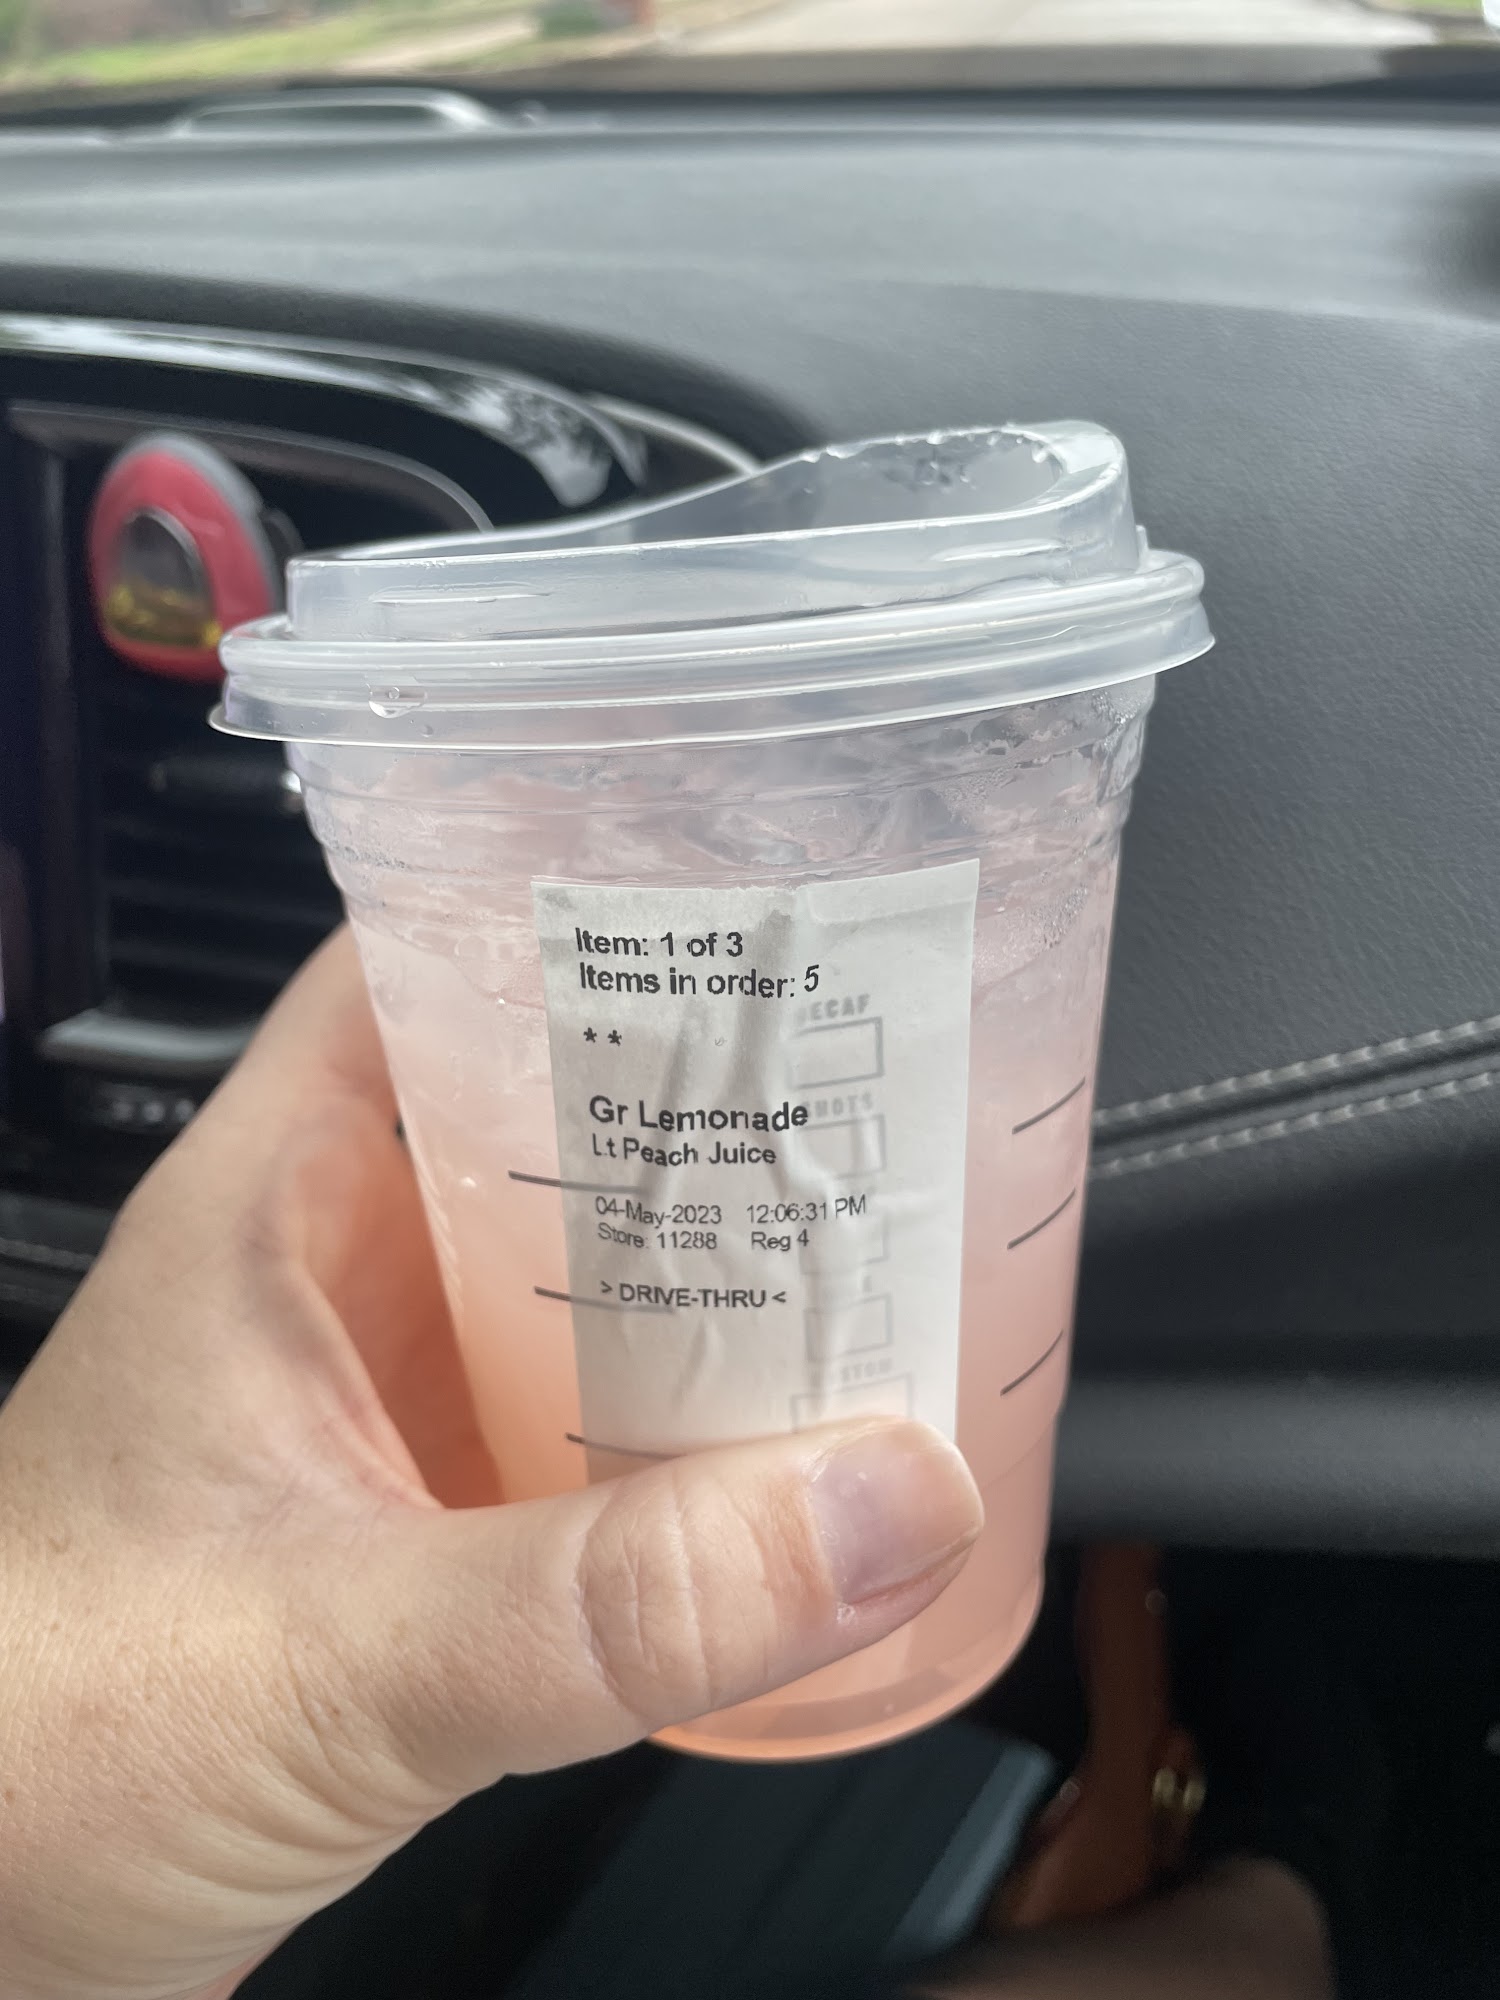 Item: 1 of 3
Items in order: 5
**
Gr Lemonade
Lt Peach Juice
04-May-2023 12:06:31 PM
Store: 11288 Reg 4
> DRIVE-THRU <